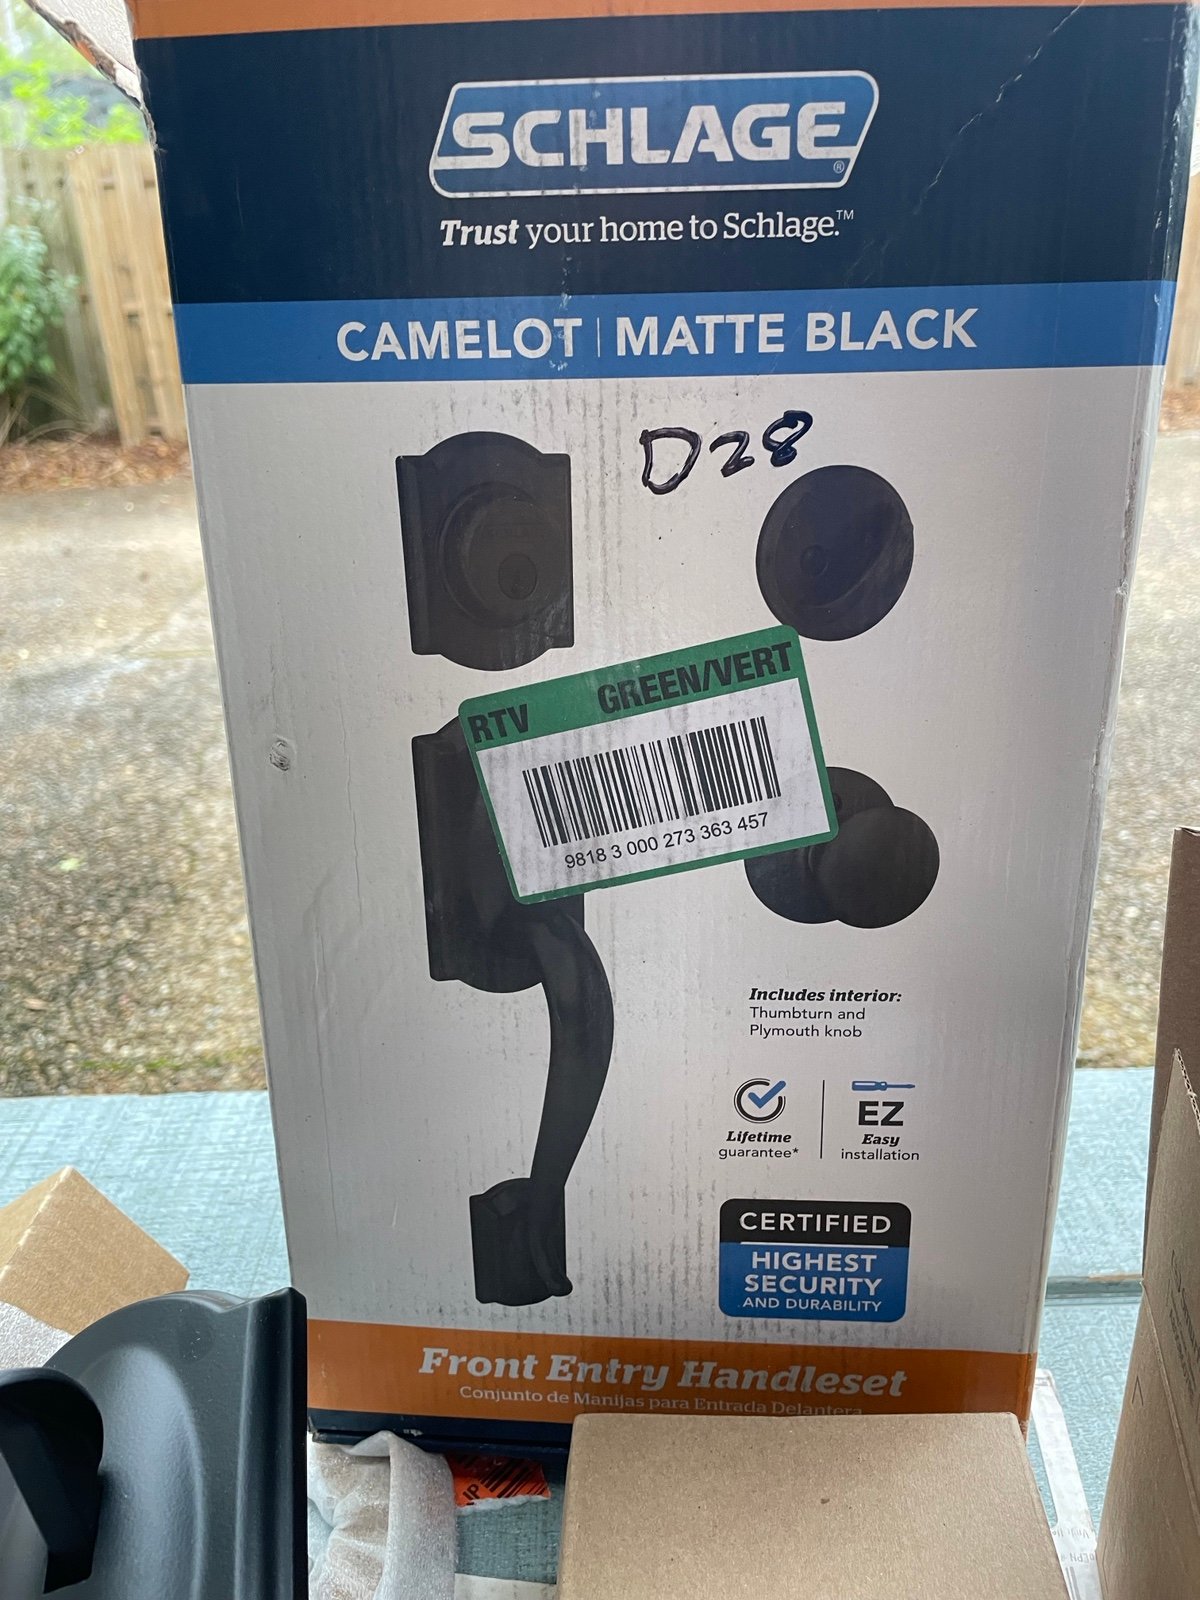 SCHLAGE®
Trust your home to Schlage.™
CAMELOT | MATTE BLACK
D28
RTV GREEN/VERT
9818 3 000 273 363 457
Includes interior:
Thumbturn and
Plymouth knob
Lifetime
guarantee*
EZ
Easy
installation
CERTIFIED
HIGHEST
SECURITY
AND DURABILITY
Front Entry Handleset
Conjunto de Manijas para Entrada Delantera